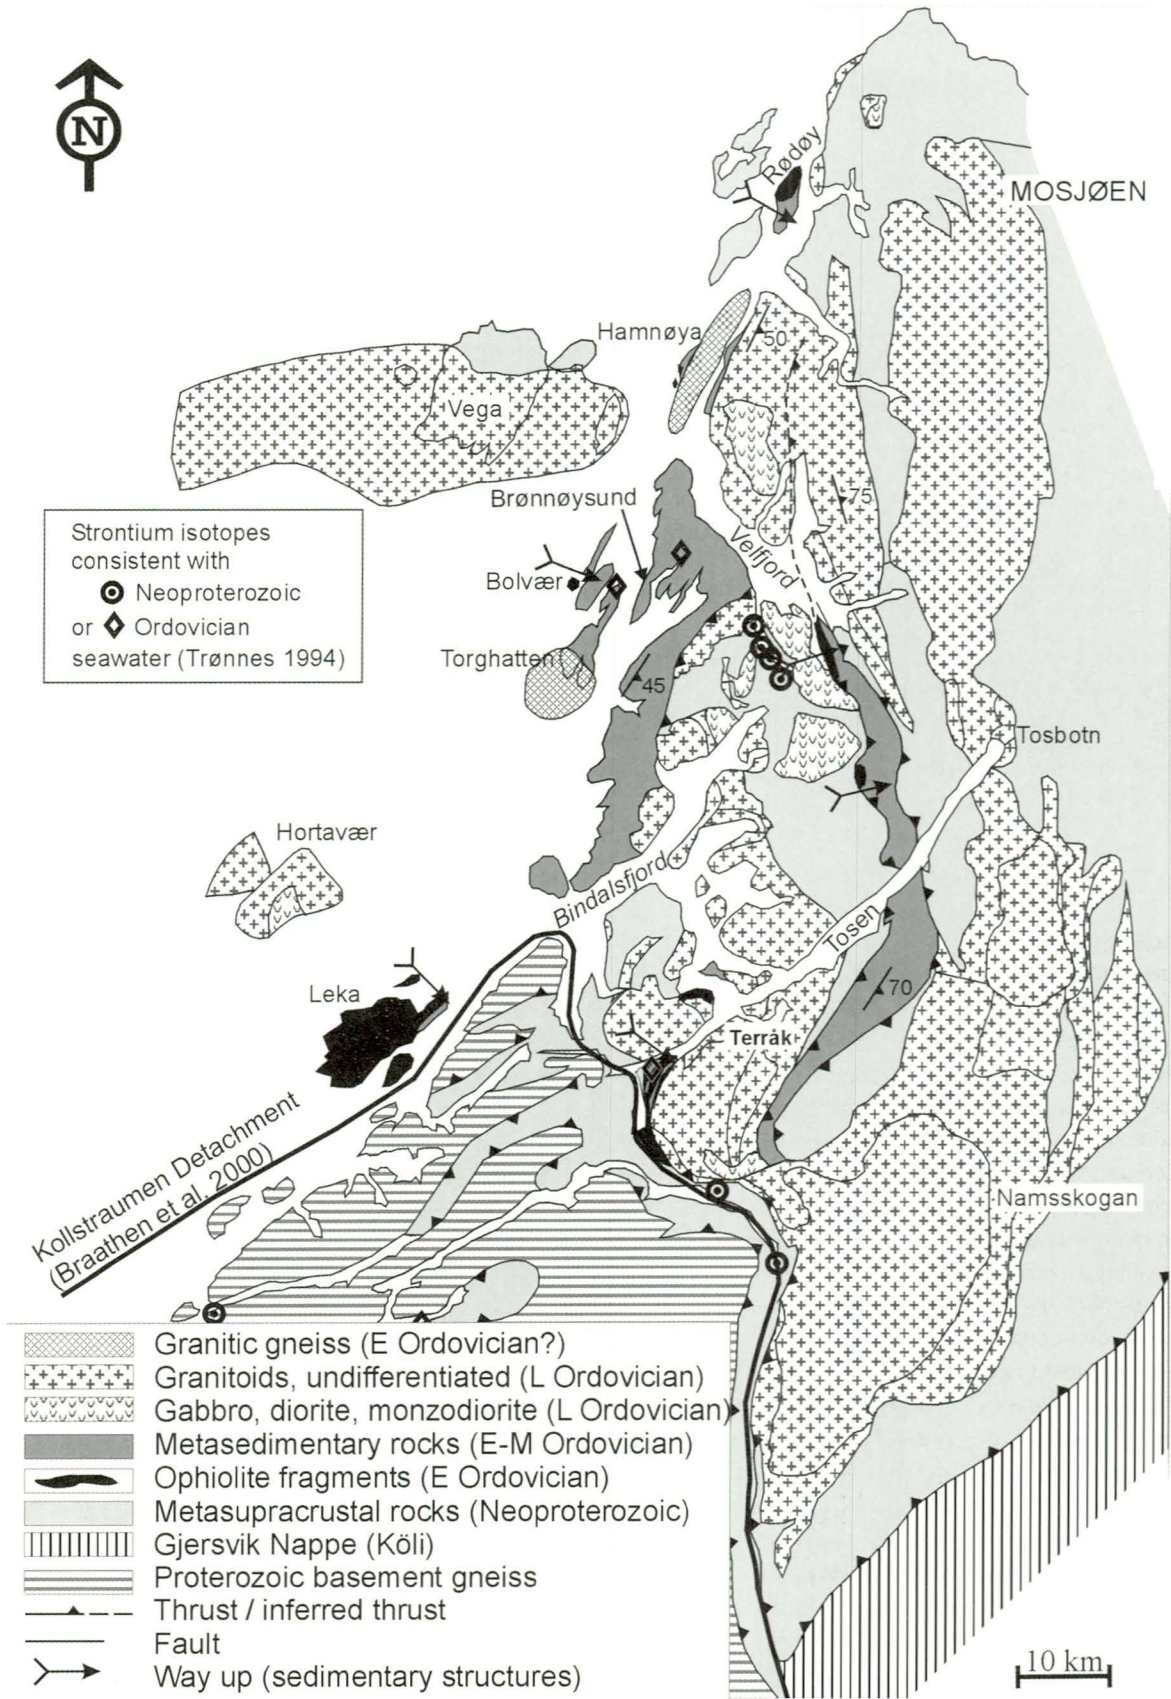 N
Rødøy
MOSJØEN
Hamnøya
50
Vega
Brønnøysund
75
Velfjord
Strontium isotopes
consistent with
Neoproterozoic
or Ordovician
seawater (Trønnes 1994)
Bolvær
Torghatten
45
Tosbotn
Hortavær
Bindalsfjord
Tosen
Leka
70
Terråk
Kollstraumen Detachment
(Braathen et al. 2000)
Namsskogan
Granitic gneiss (E Ordovician?)
Granitoids, undifferentiated (L Ordovician)
Gabbro, diorite, monzodiorite (L Ordovician)
Metasedimentary rocks (E-M Ordovician)
Ophiolite fragments (E Ordovician)
Metasupracrustal rocks (Neoproterozoic)
Gjersvik Nappe (Köli)
Proterozoic basement gneiss
Thrust / inferred thrust
Fault
Way up (sedimentary structures)
10 km